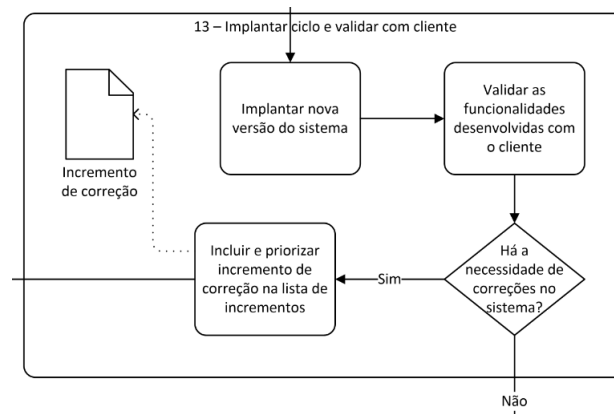 13 – Implantar ciclo e validar com cliente
Implantar nova
versão do sistema
Validar as
funcionalidades
desenvolvidas com
o cliente
Incremento
de correção
Incluir e priorizar
incremento de
correção na lista de
incrementos
Sim
Há a
necessidade de
correções no
sistema?
Não